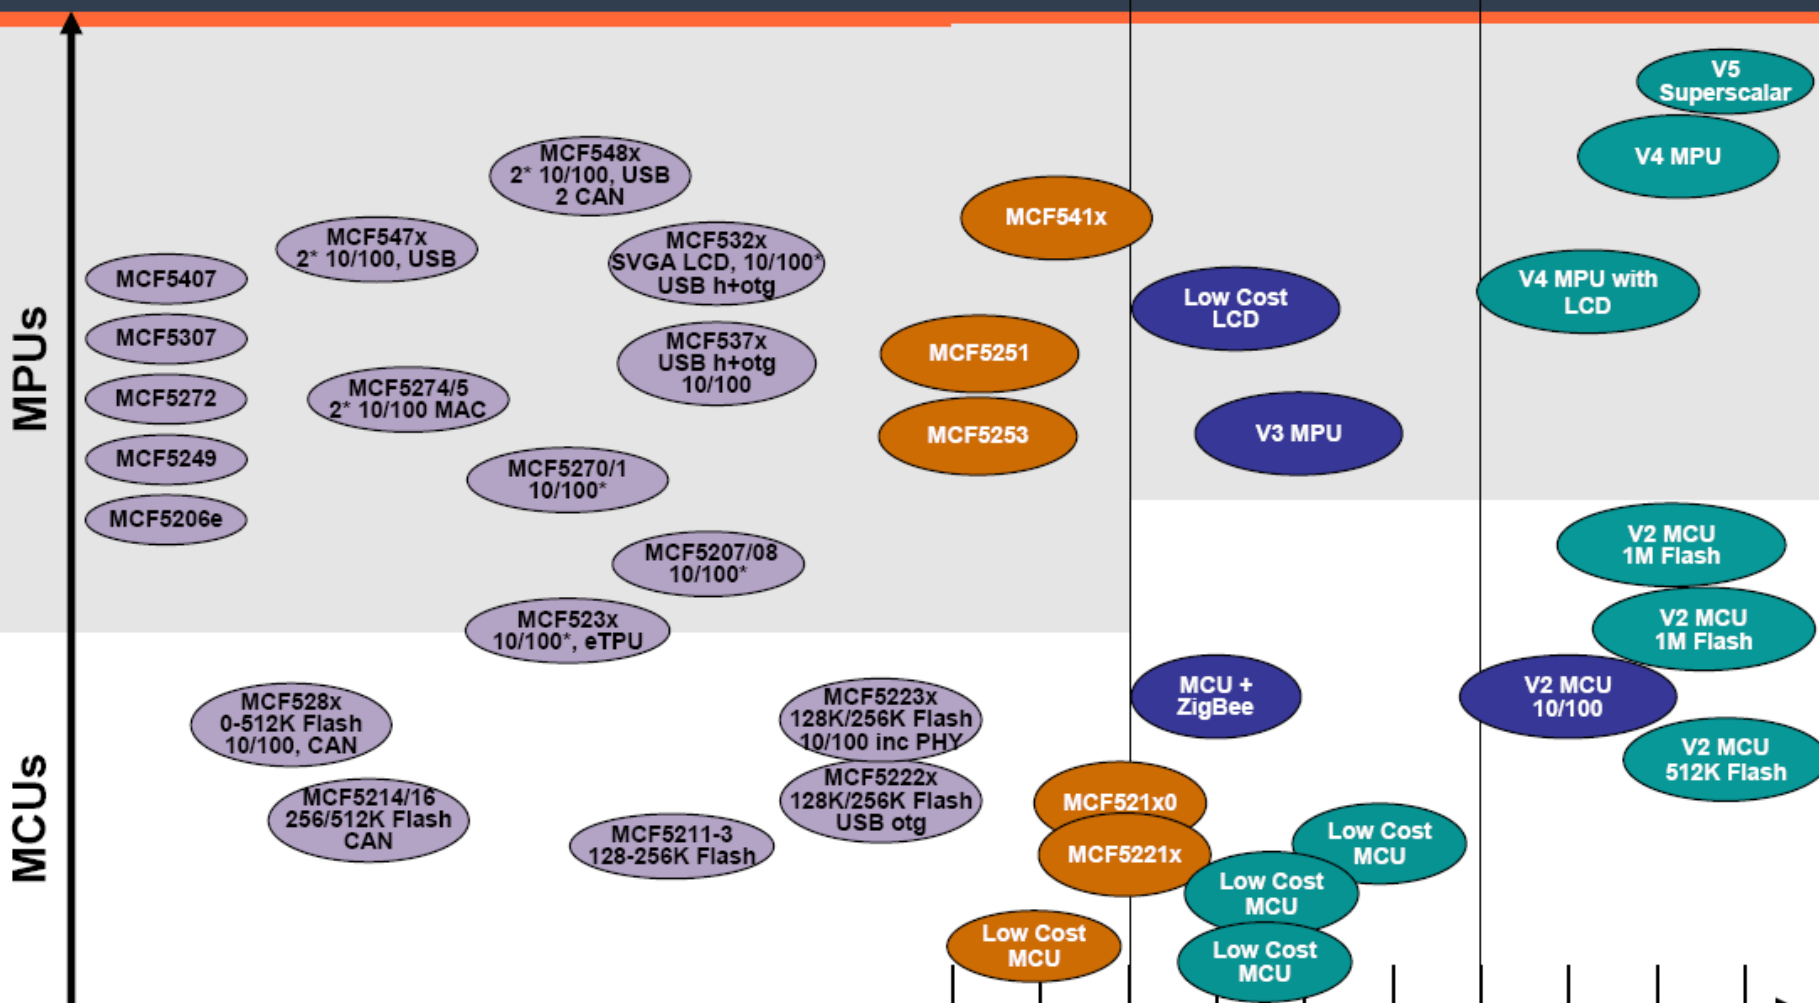 MPUs
MCUs
MCF5407
MCF5307
MCF5272
MCF5249
MCF5206e
MCF547x
2* 10/100, USB
MCF5274/5
2* 10/100 MAC
MCF548x
2* 10/100, USB
2 CAN
MCF532x
SVGA LCD, 10/100*
USB h+otg
MCF537x
USB h+otg
10/100
MCF5270/1
10/100*
MCF5207/08
10/100*
MCF523x
10/100*, eTPU
MCF528x
0-512K Flash
10/100, CAN
MCF5214/16
256/512K Flash
CAN
MCF5211-3
128-256K Flash
MCF5223x
128K/256K Flash
10/100 inc PHY
MCF5222x
128K/256K Flash
USB otg
MCF541x
MCF5251
MCF5253
MCF521x0
MCF5221x
Low Cost
MCU
Low Cost
LCD
V3 MPU
MCU +
ZigBee
Low Cost
MCU
Low Cost
MCU
Low Cost
MCU
V5
Superscalar
V4 MPU
V4 MPU with
LCD
V2 MCU
1M Flash
V2 MCU
1M Flash
V2 MCU
10/100
V2 MCU
512K Flash